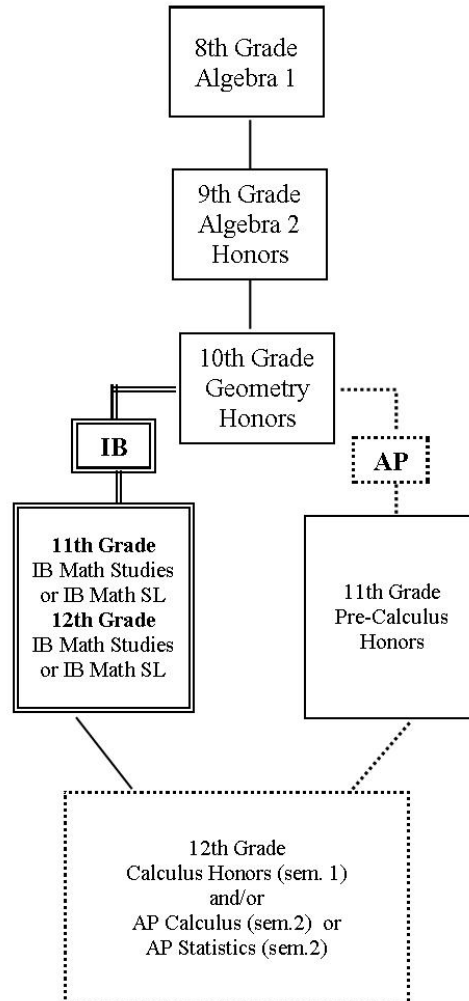 8th Grade
Algebra 1
9th Grade
Algebra 2
Honors
10th Grade
Geometry
Honors
IB
AP
11th Grade
IB Math Studies
or IB Math SL
12th Grade
IB Math Studies
or IB Math SL
11th Grade
Pre-Calculus
Honors
12th Grade
Calculus Honors (sem. 1)
and/or
AP Calculus (sem.2)  or
AP Statistics (sem.2)